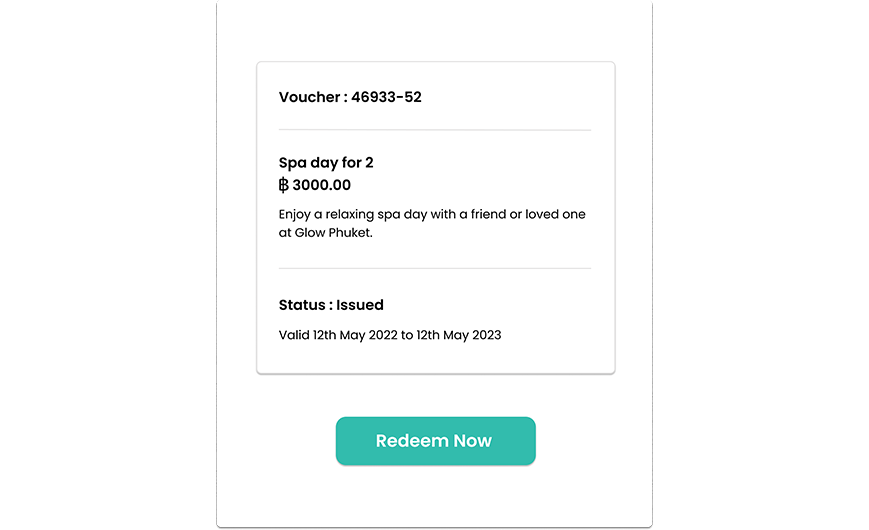 Voucher : 46933-52
Spa day for 2
฿ 3000.00
Enjoy a relaxing spa day with a friend or loved one
at Glow Phuket.
Status : Issued
Valid 12th May 2022 to 12th May 2023
Redeem Now